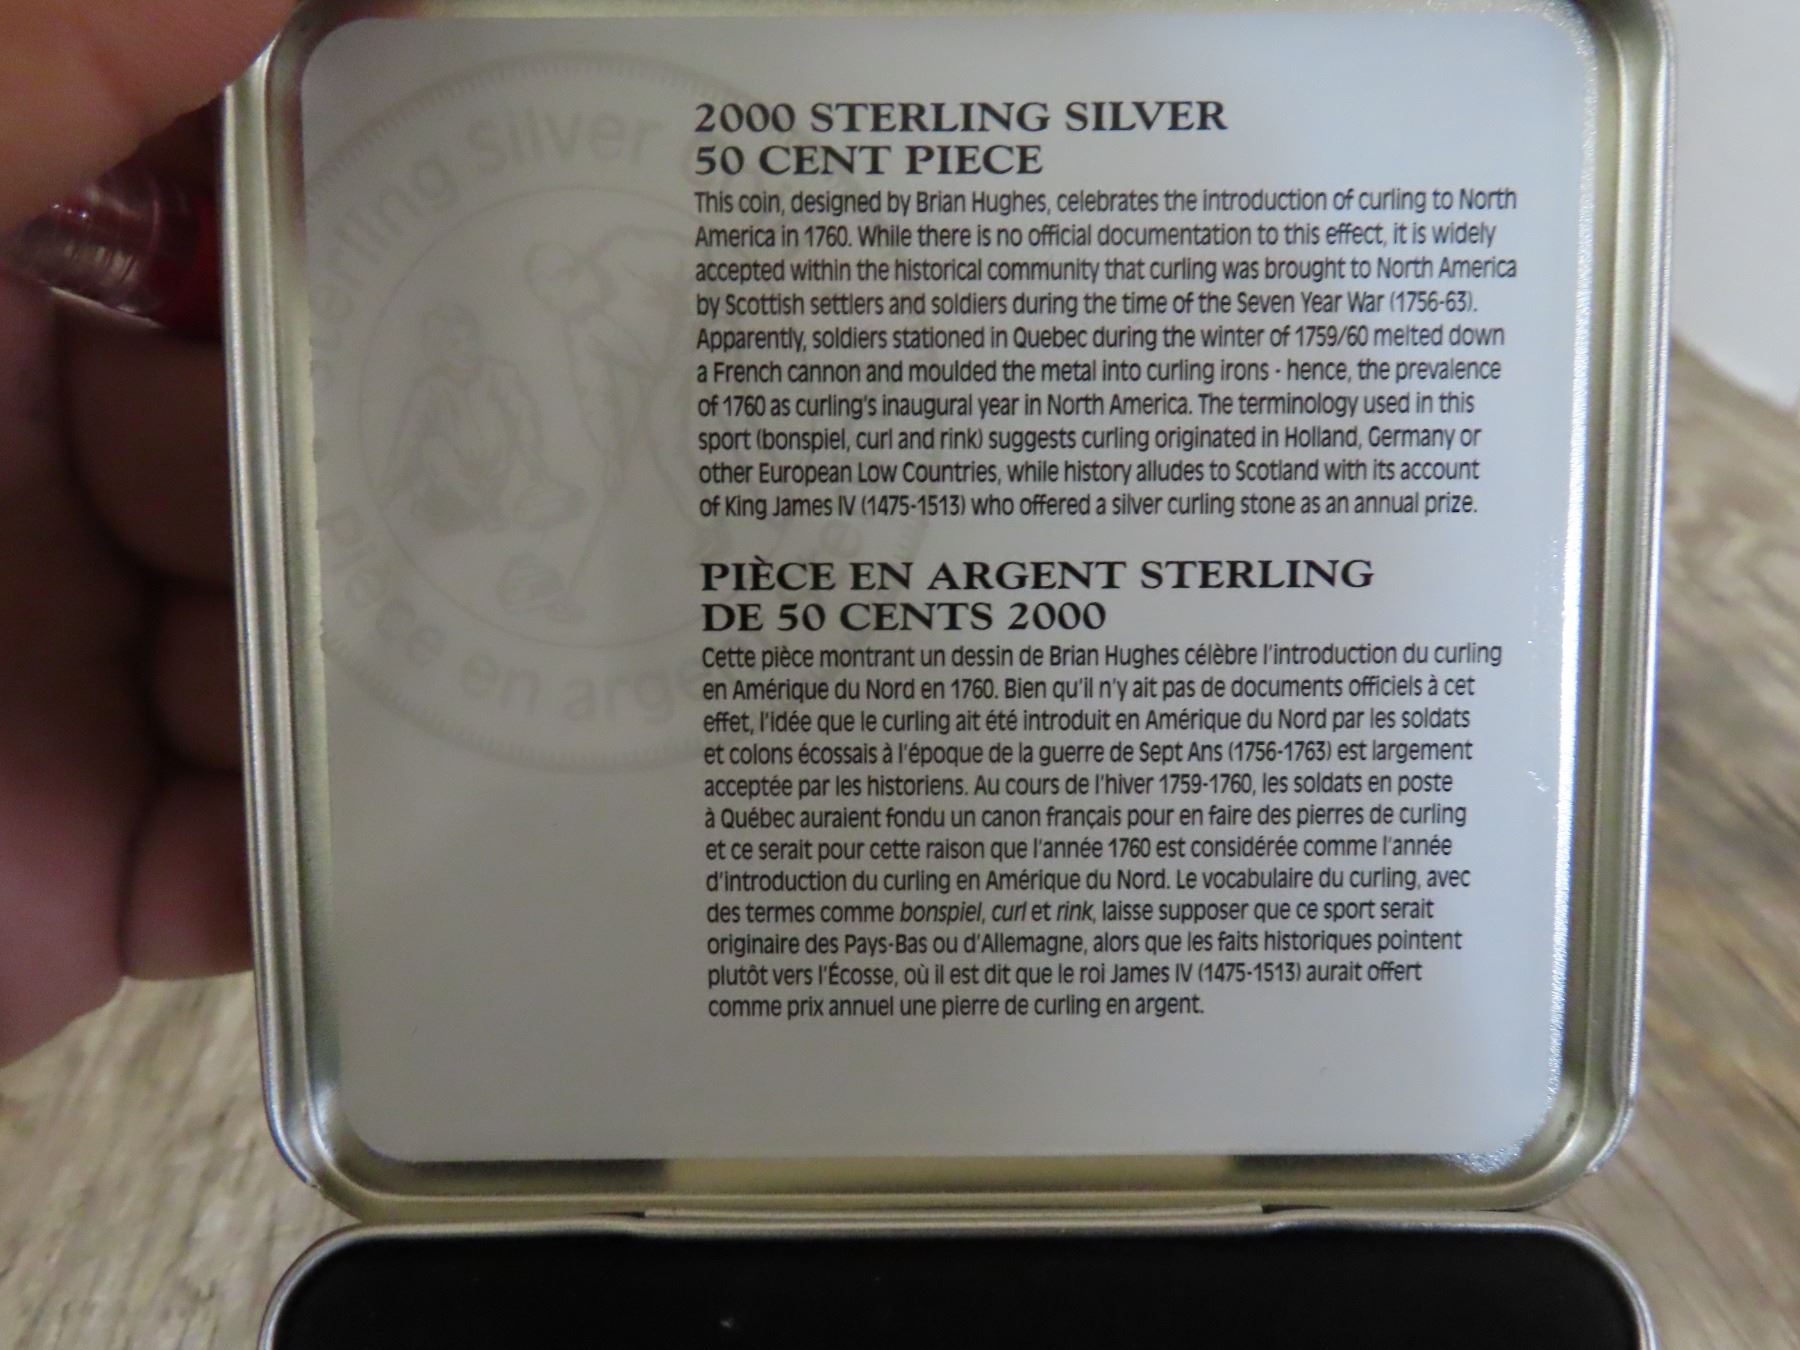 Sterling Silver
Pièce en argent
2000 STERLING SILVER
50 CENT PIECE
This coin, designed by Brian Hughes, celebrates the introduction of curling to North
America in 1760. While there is no official documentation to this effect, it is widely
accepted within the historical community that curling was brought to North America
by Scottish settlers and soldiers during the time of the Seven Year War (1756-63).
Apparently, soldiers stationed in Quebec during the winter of 1759/60 melted down
a French cannon and moulded the metal into curling irons - hence, the prevalence
of 1760 as curling's inaugural year in North America. The terminology used in this
sport (bonspiel, curl and rink) suggests curling originated in Holland, Germany or
other European Low Countries, while history alludes to Scotland with its account
of King James IV (1475-1513) who offered a silver curling stone as an annual prize.
PIÈCE EN ARGENT STERLING
DE 50 CENTS 2000
Cette pièce montrant un dessin de Brian Hughes célèbre l'introduction du curling
en Amérique du Nord en 1760. Bien qu'il n'y ait pas de documents officiels à cet
effet, l'idée que le curling ait été introduit en Amérique du Nord par les soldats
et colons écossais à l'époque de la guerre de Sept Ans (1756-1763) est largement
acceptée par les historiens. Au cours de l'hiver 1759-1760, les soldats en poste
à Québec auraient fondu un canon français pour en faire des pierres de curling
et ce serait pour cette raison que l'année 1760 est considérée comme l'année
d'introduction du curling en Amérique du Nord. Le vocabulaire du curling, avec
des termes comme bonspiel, curl et rink, laisse supposer que ce sport serait
originaire des Pays-Bas ou d'Allemagne, alors que les faits historiques pointent
plutôt vers l'Écosse, où il est dit que le roi James IV (1475-1513) aurait offert
comme prix annuel une pierre de curling en argent.